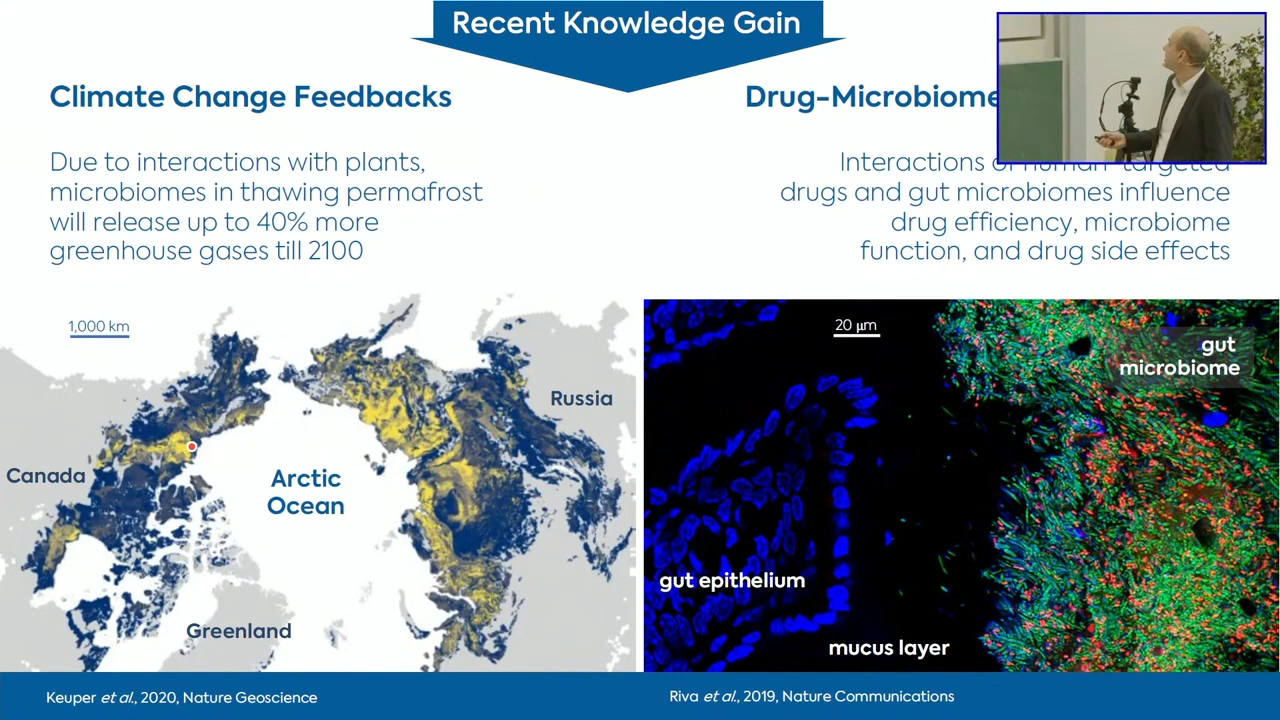 Recent Knowledge Gain
Climate Change Feedbacks
Due to interactions with plants,
microbiomes in thawing permafrost
will release up to 40% more
greenhouse gases till 2100
Drug-Microbiome
Interactions of human-targeted
drugs and gut microbiomes influence
drug efficiency, microbiome
function, and drug side effects
1,000 km
Russia
Canada
Arctic
Ocean
Greenland
20 µm
gut
microbiome
gut epithelium
mucus layer
Keuper et al., 2020, Nature Geoscience
Riva et al., 2019, Nature Communications